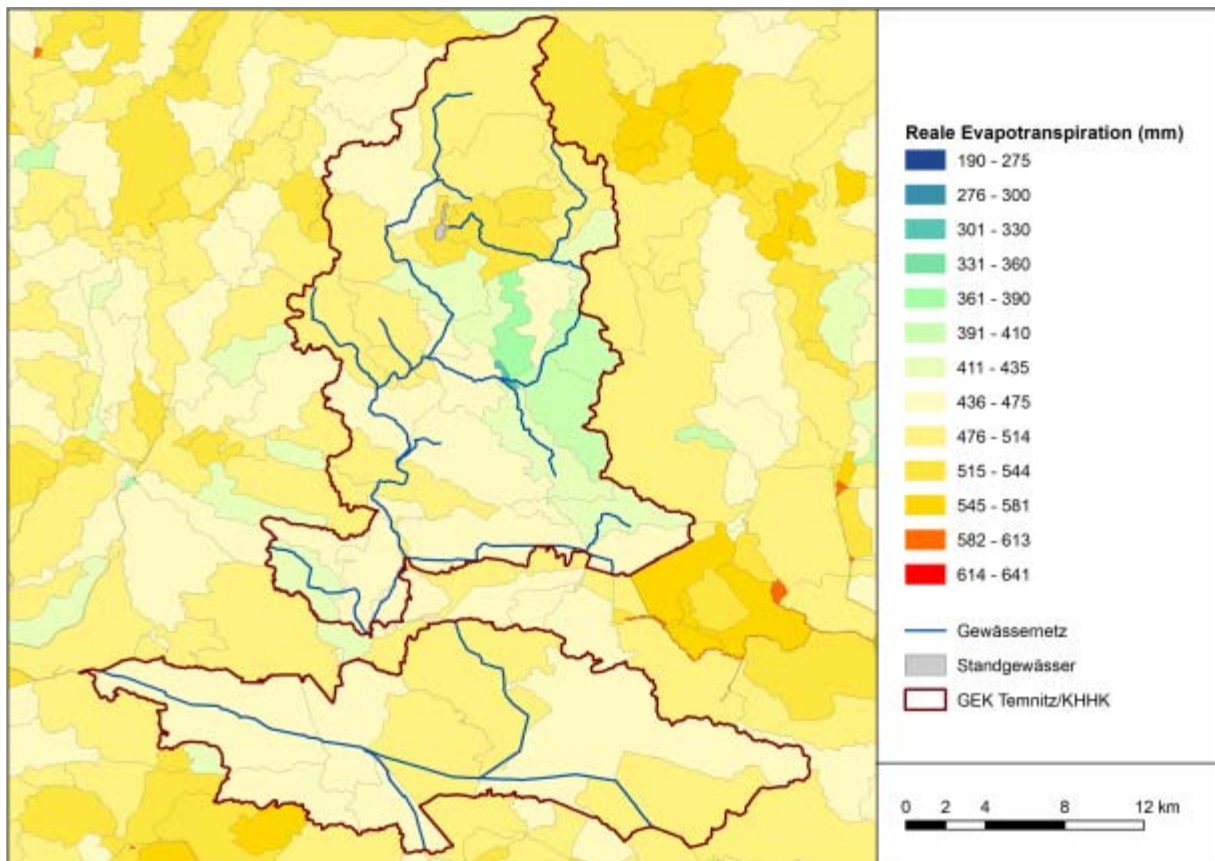 Reale Evapotranspiration (mm)
190 - 275
276 - 300
301 - 330
331 - 360
361 - 390
391 - 410
411 - 435
436 - 475
476 - 514
515 - 544
545 - 581
582 - 613
614 - 641
Gewässernetz
Standgewässer
GEK Temnitz/KHHK
0 2 4 8 12 km